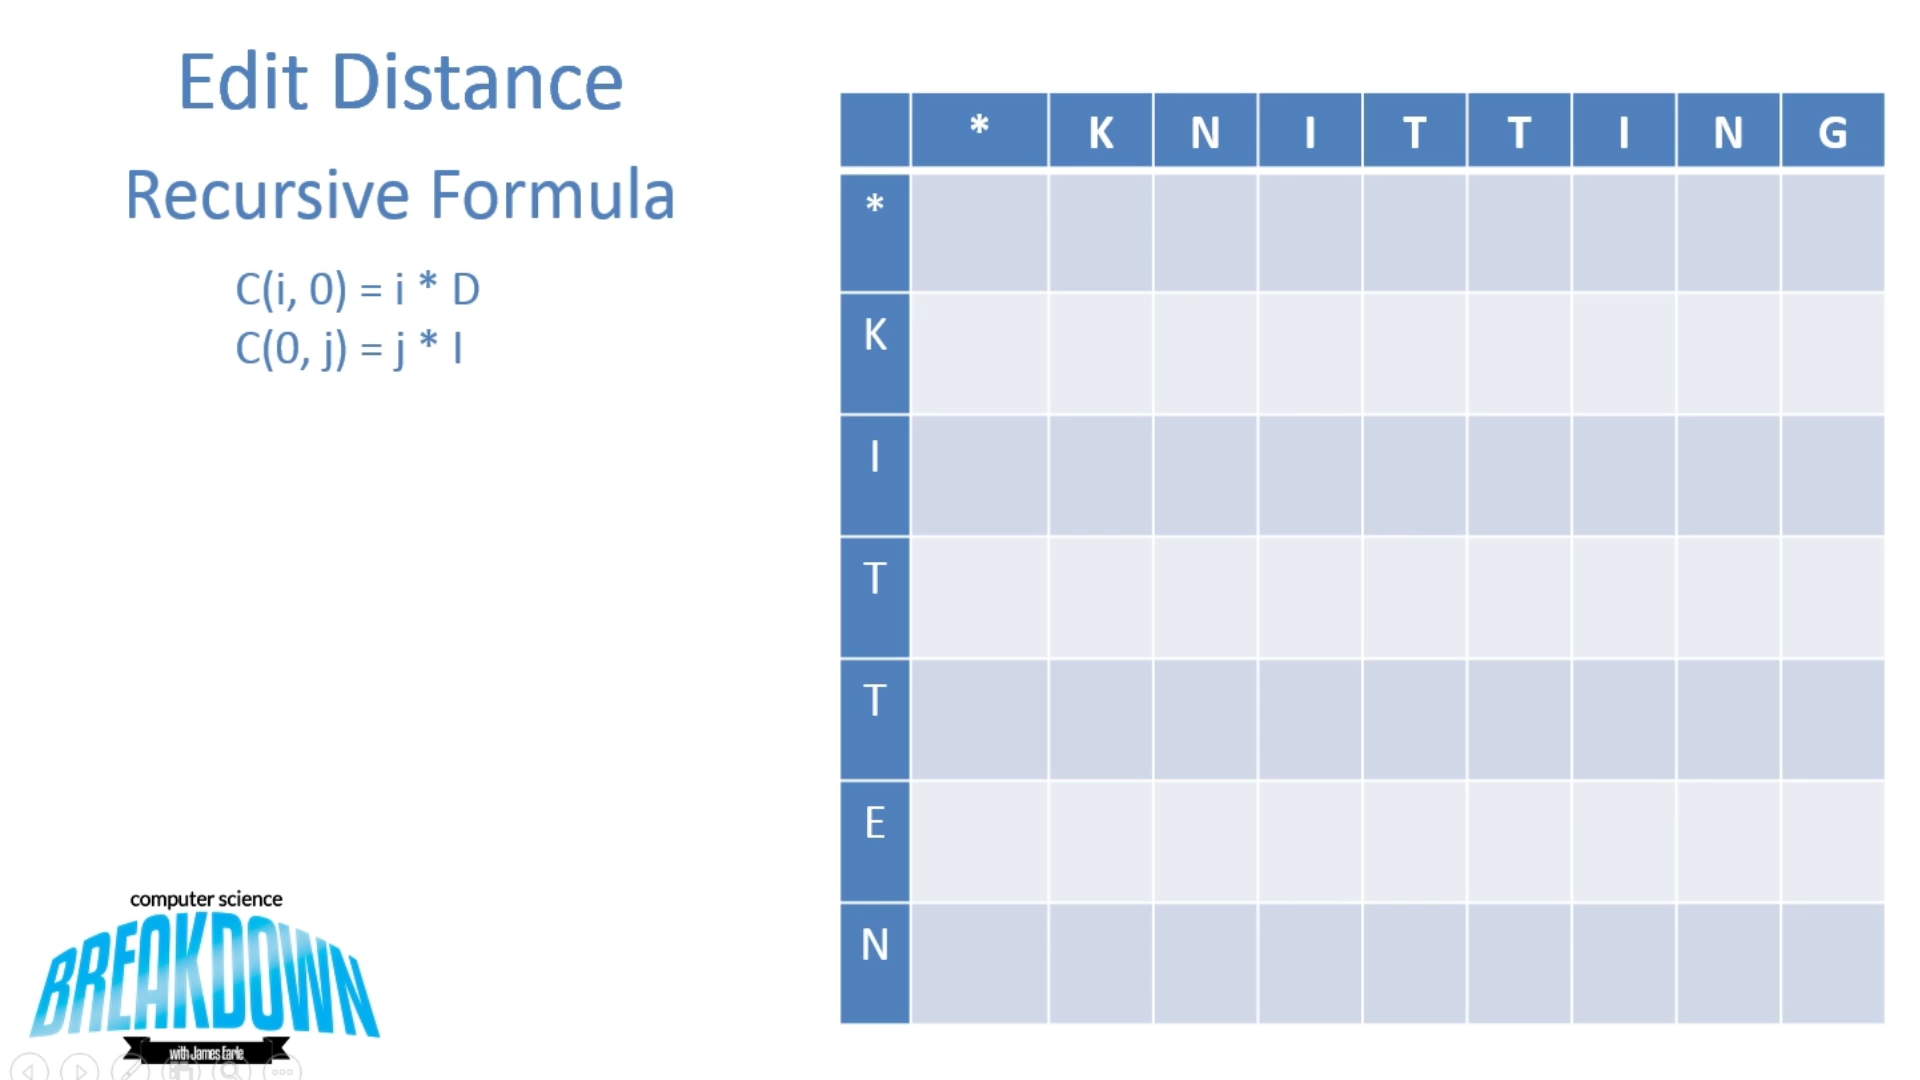 Edit Distance
Recursive Formula
C(i, 0) = i * D
C(0, j) = j * I
* K N I T T I N G
*
K
I
T
T
E
N
computer science
BREAKDOWN
with James Earle